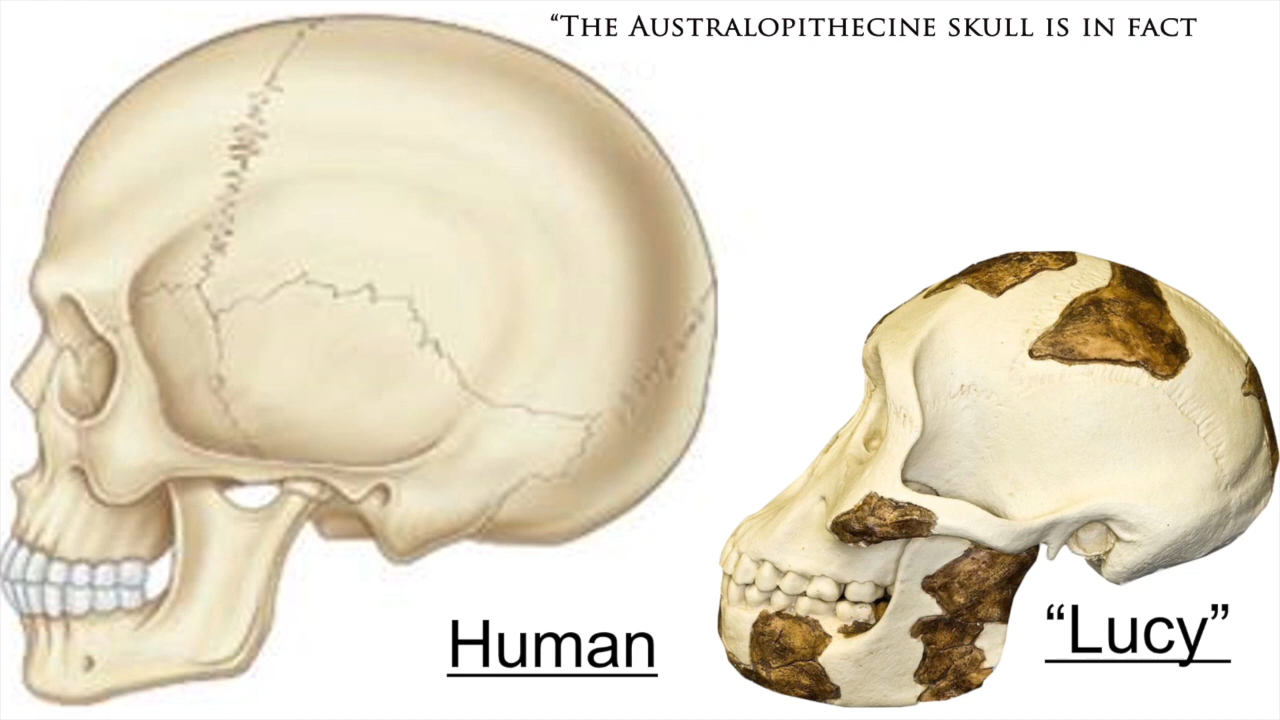 “The Australopithecine skull is in fact
Human
“Lucy”